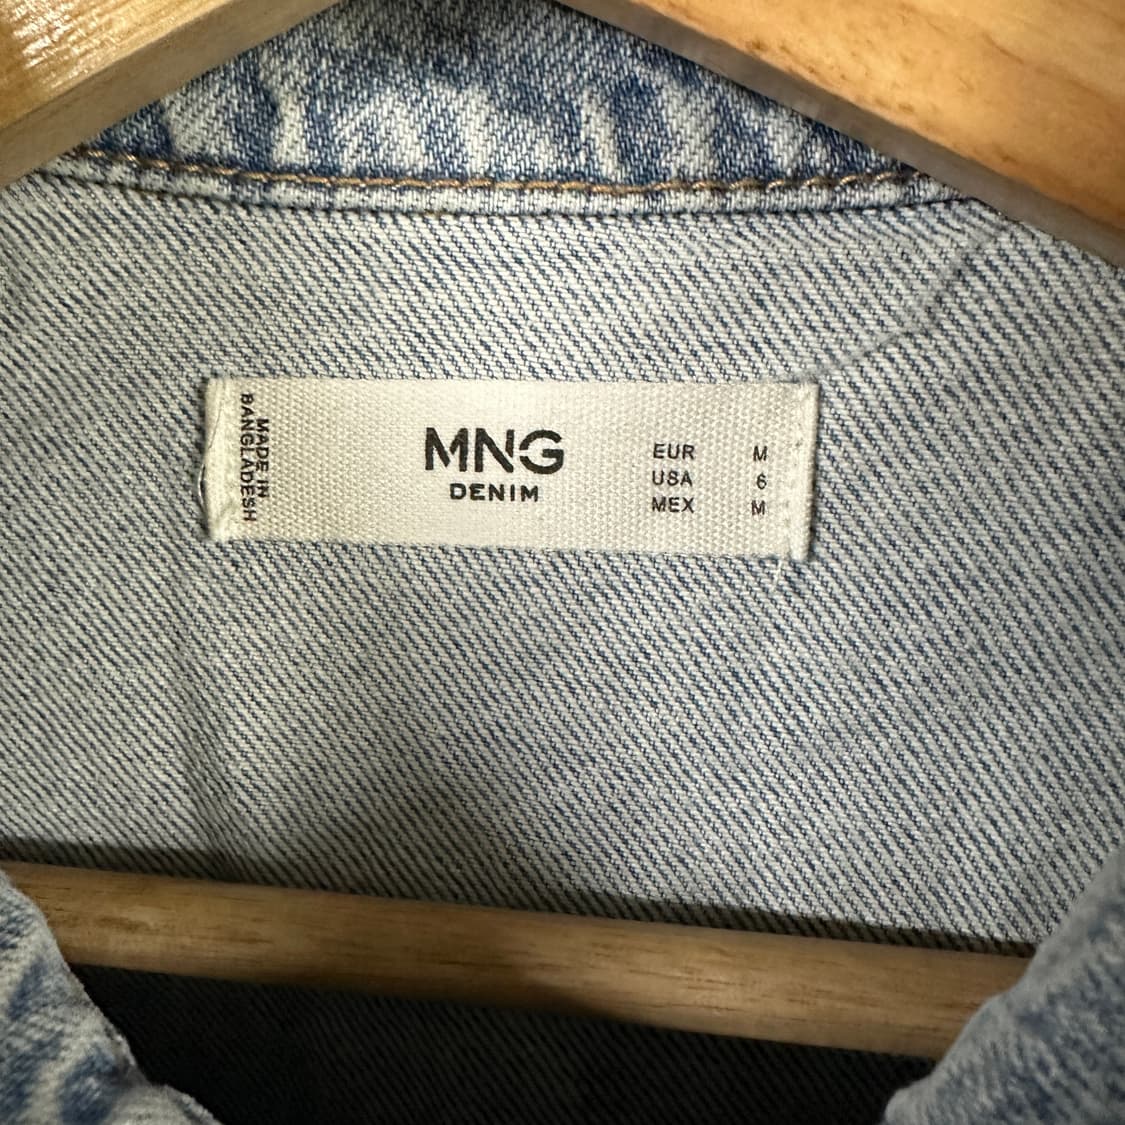 MADE IN
BANGLADESH
MNG
DENIM
EUR M
USA 6
MEX M